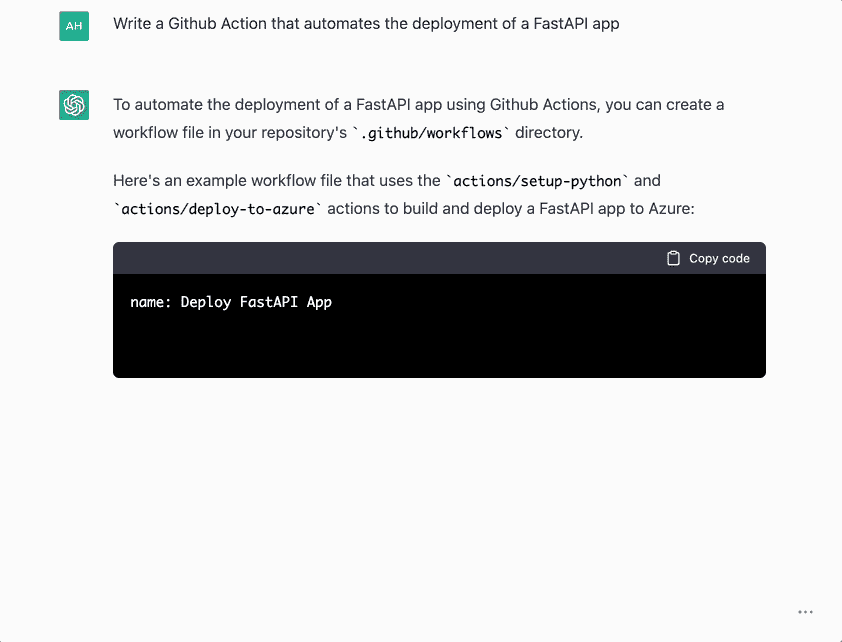 AH
Write a Github Action that automates the deployment of a FastAPI app
To automate the deployment of a FastAPI app using Github Actions, you can create a
workflow file in your repository's `.github/workflows` directory.
Here's an example workflow file that uses the `actions/setup-python` and
`actions/deploy-to-azure` actions to build and deploy a FastAPI app to Azure:
Copy code
name: Deploy FastAPI App